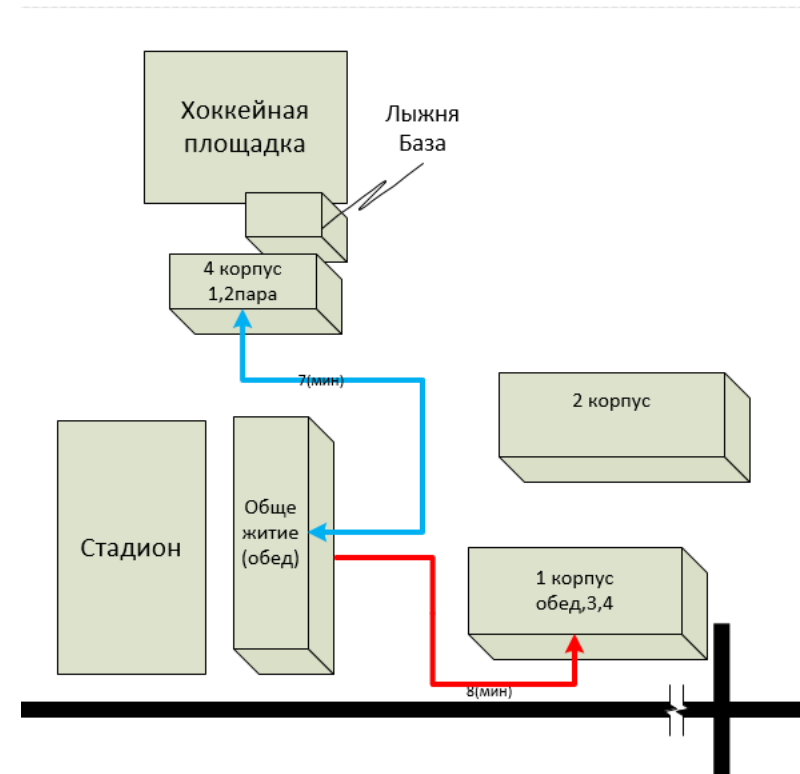 Хоккейная
площадка
Лыжня
База
4 корпус
1,2пара
7(мин)
2 корпус
Стадион
Обще
житие
(обед)
1 корпус
обед,3,4
8(мин)